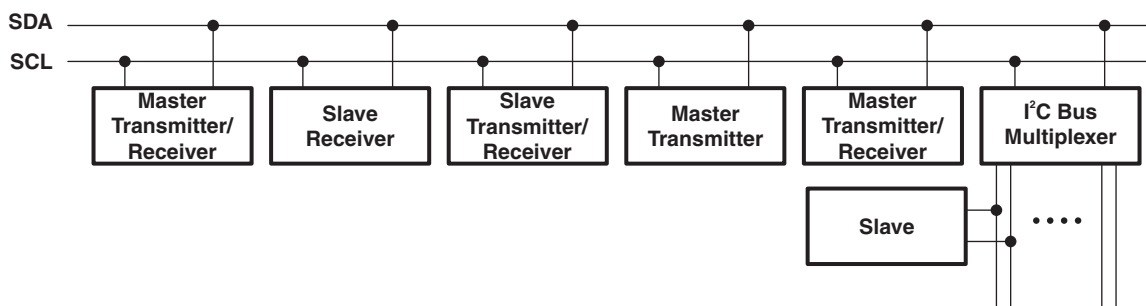 SDA
SCL
Master
Transmitter/
Receiver
Slave
Receiver
Slave
Transmitter/
Receiver
Master
Transmitter
Master
Transmitter/
Receiver
I²C Bus
Multiplexer
Slave